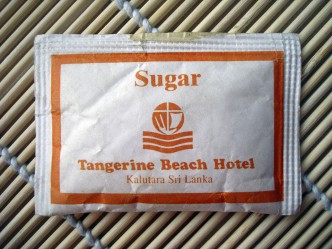 Sugar
Tangerine Beach Hotel
Kalutara Sri Lanka